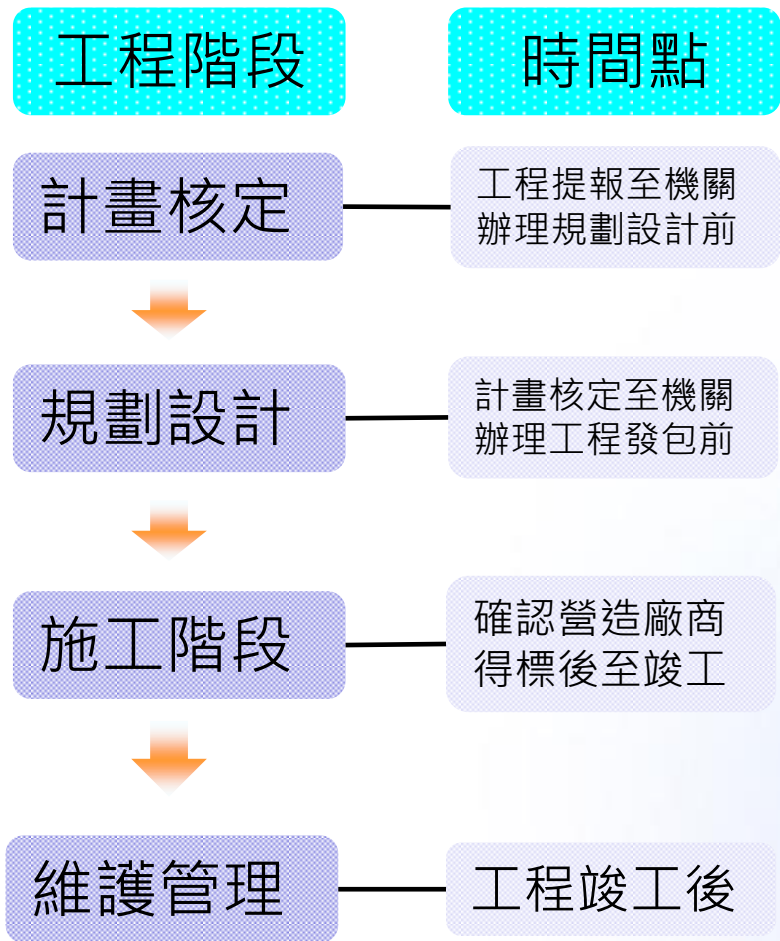 工程階段
時間點
計畫核定
工程提報至機關
辦理規劃設計前
規劃設計
計畫核定至機關
辦理工程發包前
施工階段
確認營造廠商
得標後至竣工
維護管理
工程竣工後